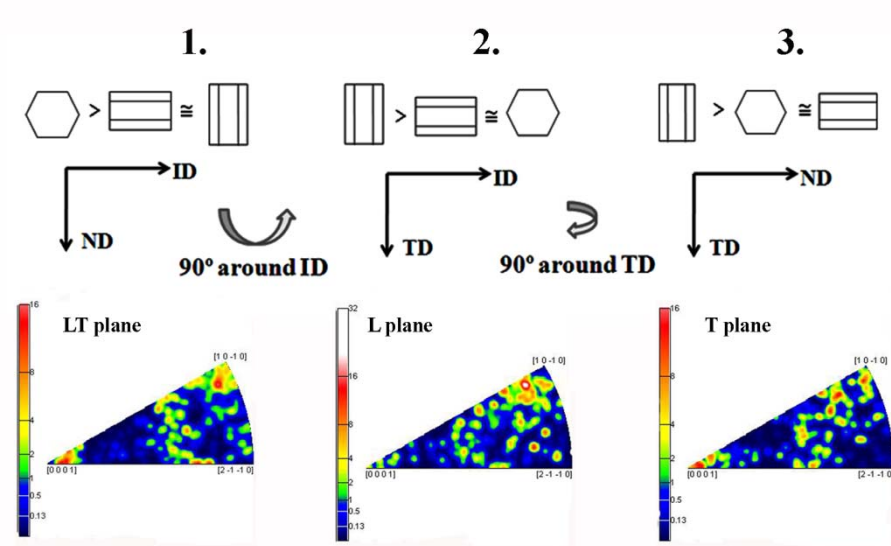 1. 2. 3.
> ≅ > ≅ > ≅
ID ID ND
ND TD TD
90º around ID 90º around TD
LT plane L plane T plane
16 32 16
[1 0 -1 0] [1 0 -1 0] [1 0 -1 0]
8 16 8
4 8 4
2 4 2
1 2 1
0.5 1 0.5
0.13 0.5 0.13
0.13
[0 0 0 1] [2 -1 -1 0] [0 0 0 1] [2 -1 -1 0] [0 0 0 1] [2 -1 -1 0]